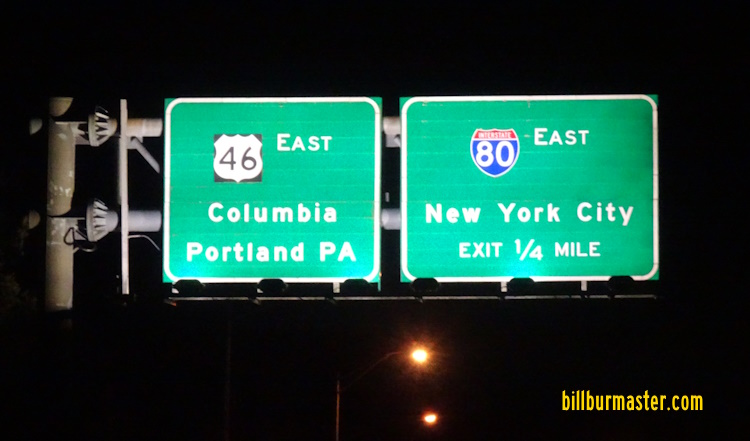 46 EAST
Columbia
Portland PA
INTERSTATE
80 EAST
New York City
EXIT 1/4 MILE
billburmaster.com